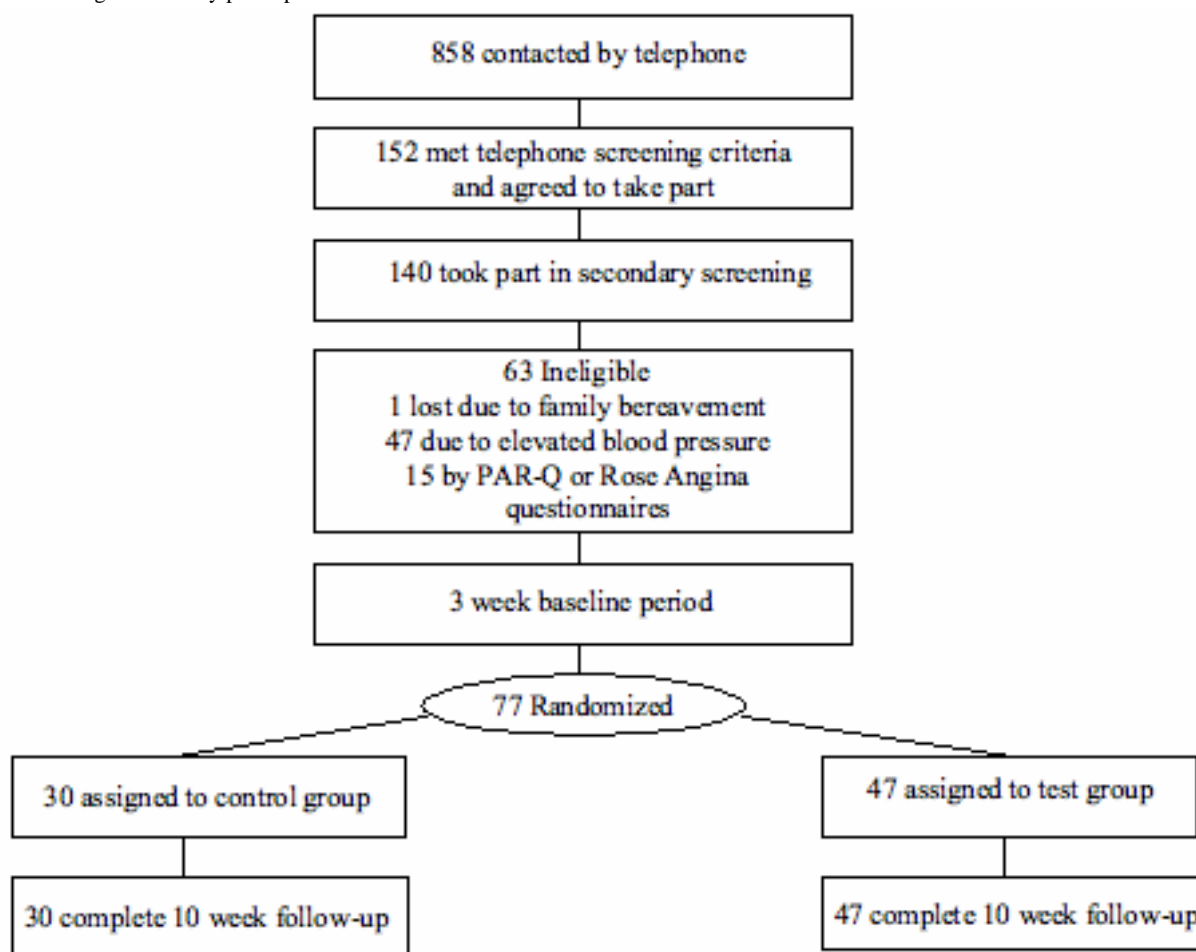 858 contacted by telephone
152 met telephone screening criteria
and agreed to take part
140 took part in secondary screening
63 Ineligible
1 lost due to family bereavement
47 due to elevated blood pressure
15 by PAR-Q or Rose Angina
questionnaires
3 week baseline period
77 Randomized
30 assigned to control group
47 assigned to test group
30 complete 10 week follow-up
47 complete 10 week follow-up